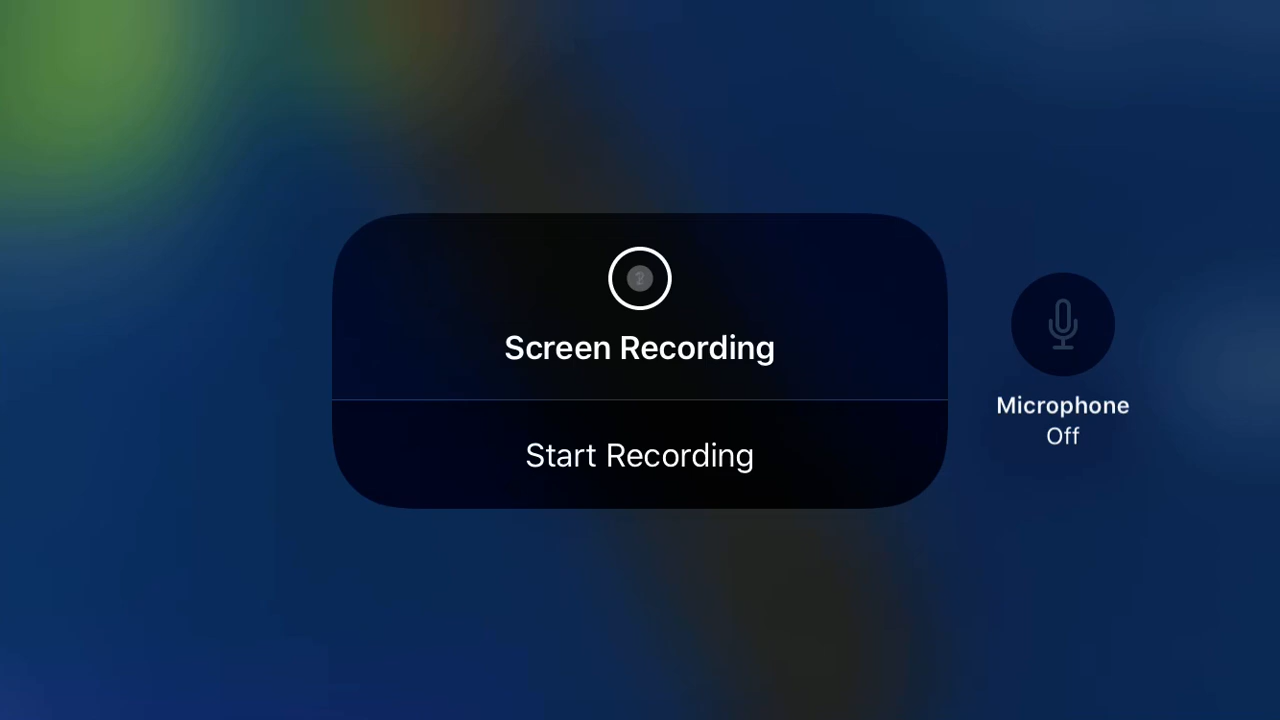 Screen Recording
Start Recording
Microphone
Off